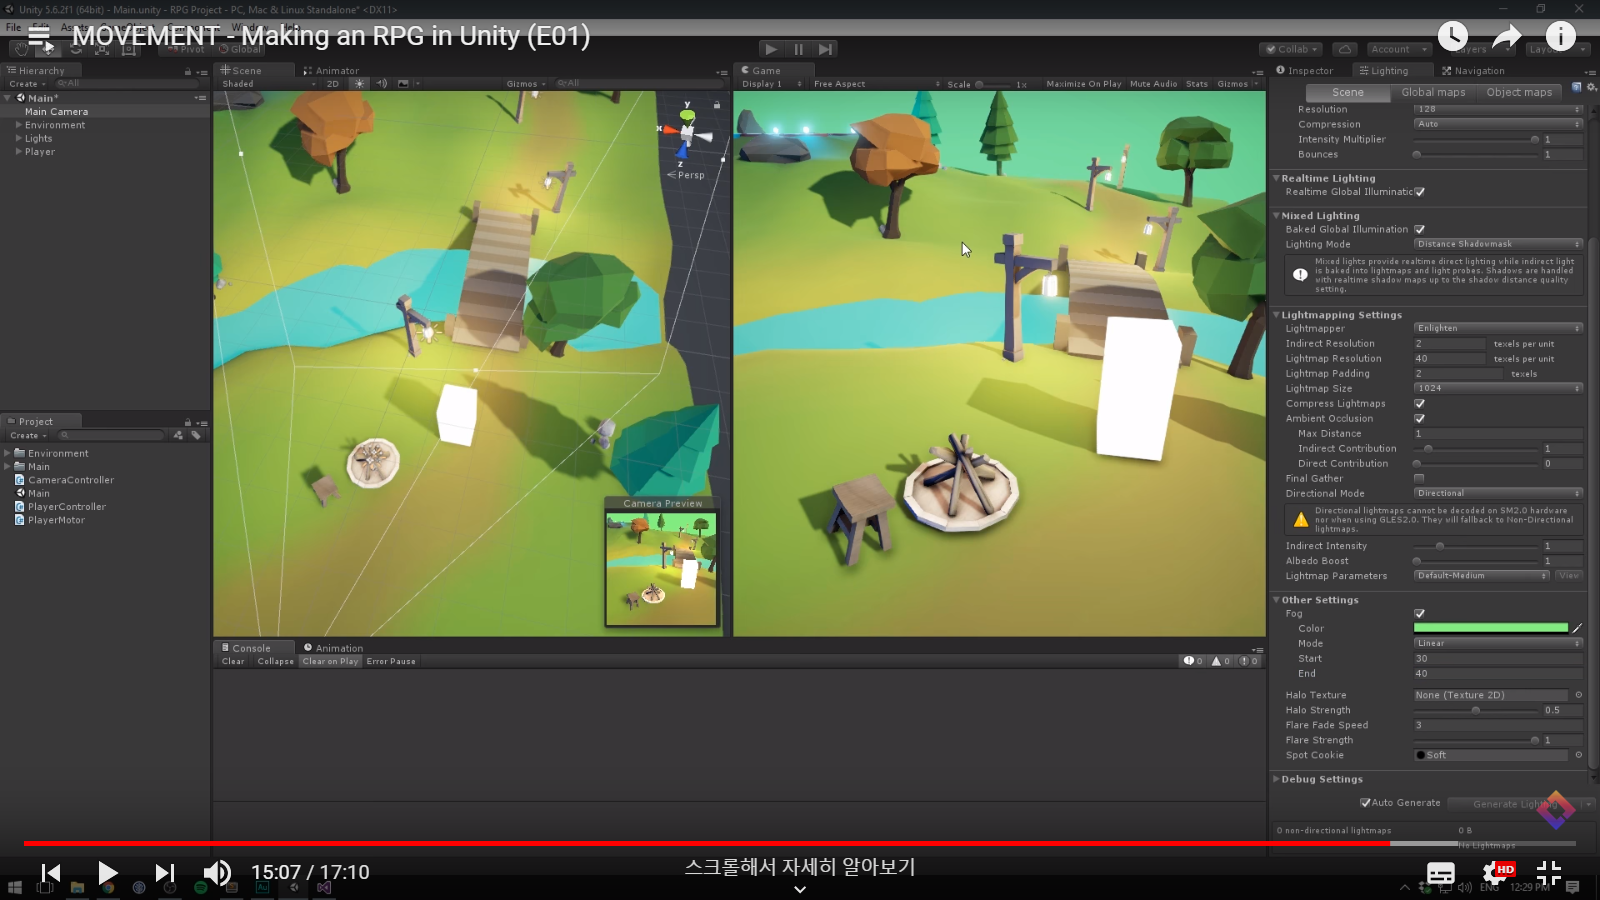 Unity 5.6.2f1 (64bit) - Main.unity - RPG Project - PC, Mac & Linux Standalone* <DX11>
MOVEMENT - Making an RPG in Unity (E01)
File Edit
Pivot Global
Collab Account Layers
Hierarchy
Create All
Main*
Main Camera
Environment
Lights
Player
Project
Create
Environment
Main
CameraController
Main
PlayerController
PlayerMotor
Scene Animator
Shaded 2D Gizmos All
y
x
z
Persp
Camera Preview
Game
Display 1 Free Aspect Scale 1x Maximize On Play Mute Audio Stats Gizmos
Console Animation
Clear Collapse Clear on Play Error Pause 0 0 0
Inspector Lighting Navigation
Scene Global maps Object maps
Resolution 128
Compression Auto
Intensity Multiplier 1
Bounces 1
Realtime Lighting
Realtime Global Illuminatic
Mixed Lighting
Baked Global Illumination
Lighting Mode Distance Shadowmask
Mixed lights provide realtime direct lighting while indirect light
is baked into lightmaps and light probes. Shadows are handled
with realtime shadow maps up to the shadow distance quality
setting.
Lightmapping Settings
Lightmapper Enlighten
Indirect Resolution 2 texels per unit
Lightmap Resolution 40 texels per unit
Lightmap Padding 2 texels
Lightmap Size 1024
Compress Lightmaps
Ambient Occlusion
Max Distance 1
Indirect Contribution 1
Direct Contribution 0
Final Gather
Directional Mode Directional
Directional lightmaps cannot be decoded on SM2.0 hardware
nor when using GLES2.0. They will fallback to Non-Directional
lightmaps.
Indirect Intensity 1
Albedo Boost 1
Lightmap Parameters Default-Medium View
Other Settings
Fog
Color
Mode Linear
Start 30
End 40
Halo Texture None (Texture 2D)
Halo Strength 0.5
Flare Fade Speed 3
Flare Strength 1
Spot Cookie Soft
Debug Settings
Auto Generate Generate Lighting
0 non-directional lightmaps 0 B
No Lightmaps
15:07 / 17:10
스크롤해서 자세히 알아보기
HD
ENG 12:29 PM